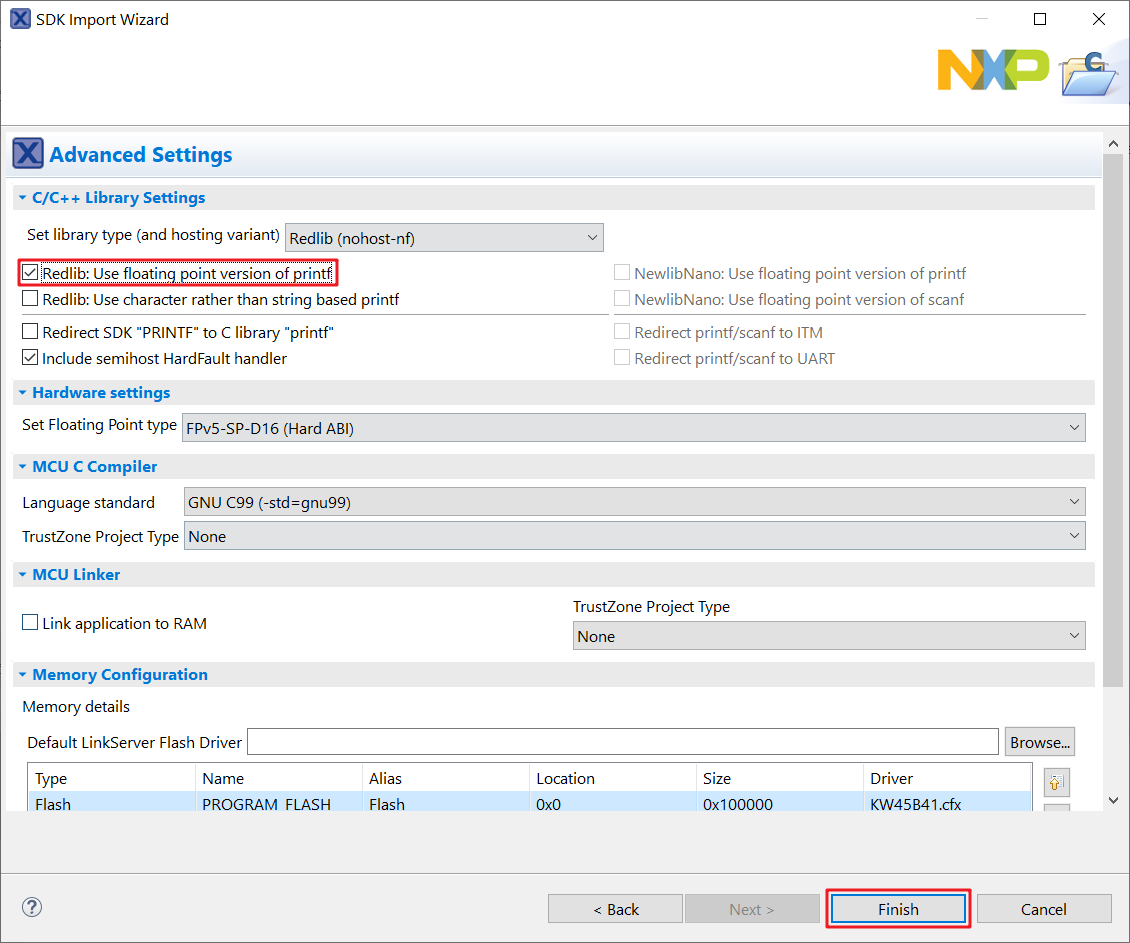 SDK Import Wizard
NXP
Advanced Settings
C/C++ Library Settings
Set library type (and hosting variant) Redlib (nohost-nf)
Redlib: Use floating point version of printf
NewlibNano: Use floating point version of printf
Redlib: Use character rather than string based printf
NewlibNano: Use floating point version of scanf
Redirect SDK "PRINTF" to C library "printf"
Redirect printf/scanf to ITM
Include semihost HardFault handler
Redirect printf/scanf to UART
Hardware settings
Set Floating Point type FPv5-SP-D16 (Hard ABI)
MCU C Compiler
Language standard GNU C99 (-std=gnu99)
TrustZone Project Type None
MCU Linker
TrustZone Project Type
Link application to RAM
None
Memory Configuration
Memory details
Default LinkServer Flash Driver Browse...
Type Name Alias Location Size Driver
Flash PROGRAM_FLASH Flash 0x0 0x100000 KW45B41.cfx
< Back Next > Finish Cancel